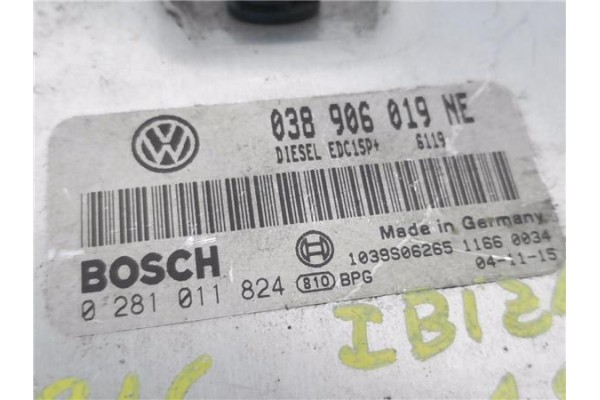 038 906 019 NE
DIESEL EDC15P+ 6119
Made in Germany
BOSCH
1039S06265 1166 0034
0 281 011 824 810 BPG 04-11-15
IBIZA